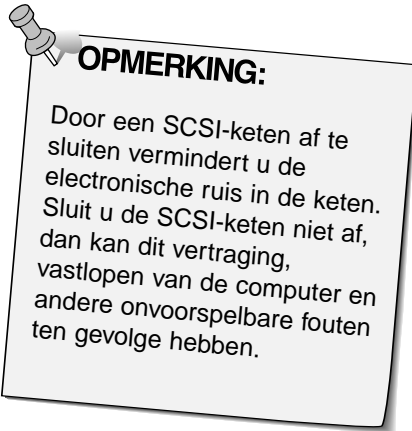 OPMERKING:
Door een SCSI-keten af te
sluiten vermindert u de
electronische ruis in de keten.
Sluit u de SCSI-keten niet af,
dan kan dit vertraging,
vastlopen van de computer en
andere onvoorspelbare fouten
ten gevolge hebben.